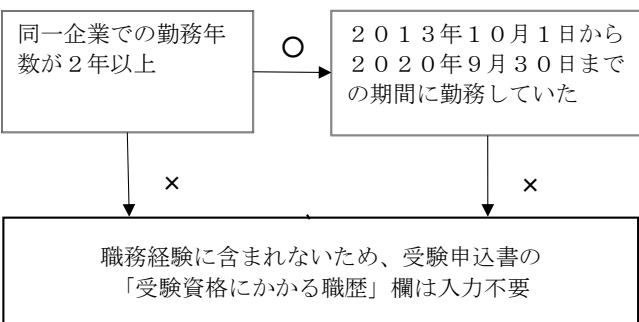 同一企業での勤務年
数が２年以上
○
２０１３年１０月１日から
２０２０年９月３０日まで
の期間に勤務していた
×
×
職務経験に含まれないため、受験申込書の
「受験資格にかかる職歴」欄は入力不要